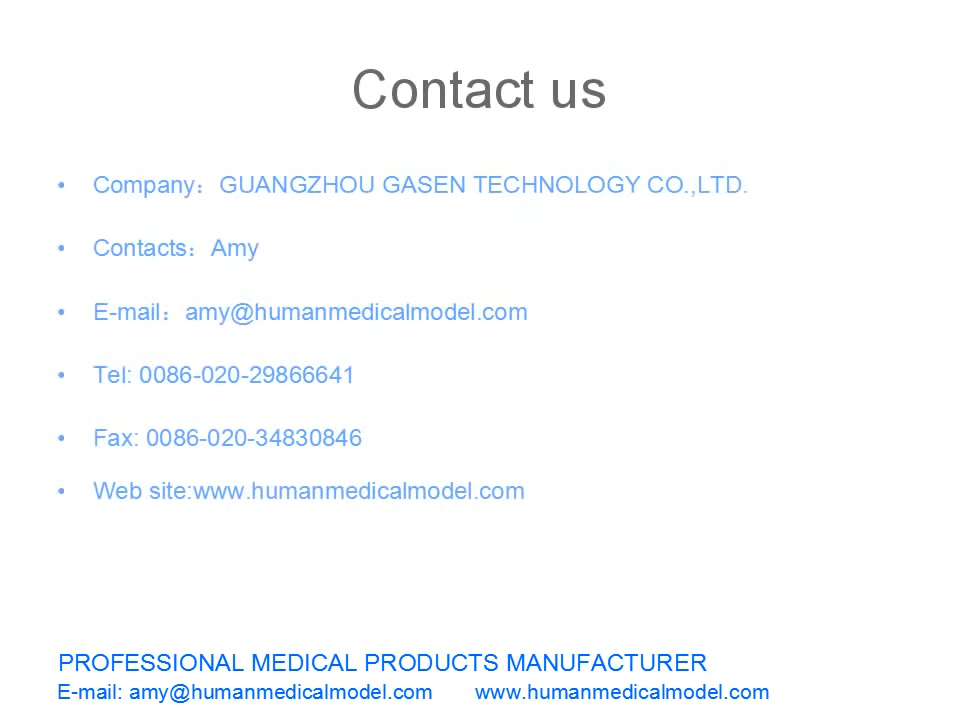 Contact us
• Company：GUANGZHOU GASEN TECHNOLOGY CO.,LTD.
• Contacts：Amy
• E-mail：amy@humanmedicalmodel.com
• Tel: 0086-020-29866641
• Fax: 0086-020-34830846
• Web site:www.humanmedicalmodel.com
PROFESSIONAL MEDICAL PRODUCTS MANUFACTURER
E-mail: amy@humanmedicalmodel.com www.humanmedicalmodel.com